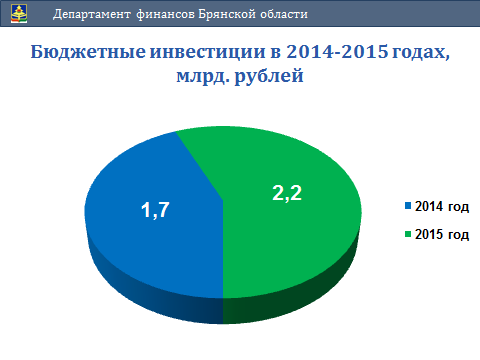 Департамент финансов Брянской области
Бюджетные инвестиции в 2014-2015 годах,
млрд. рублей
1,7
2,2
2014 год
2015 год